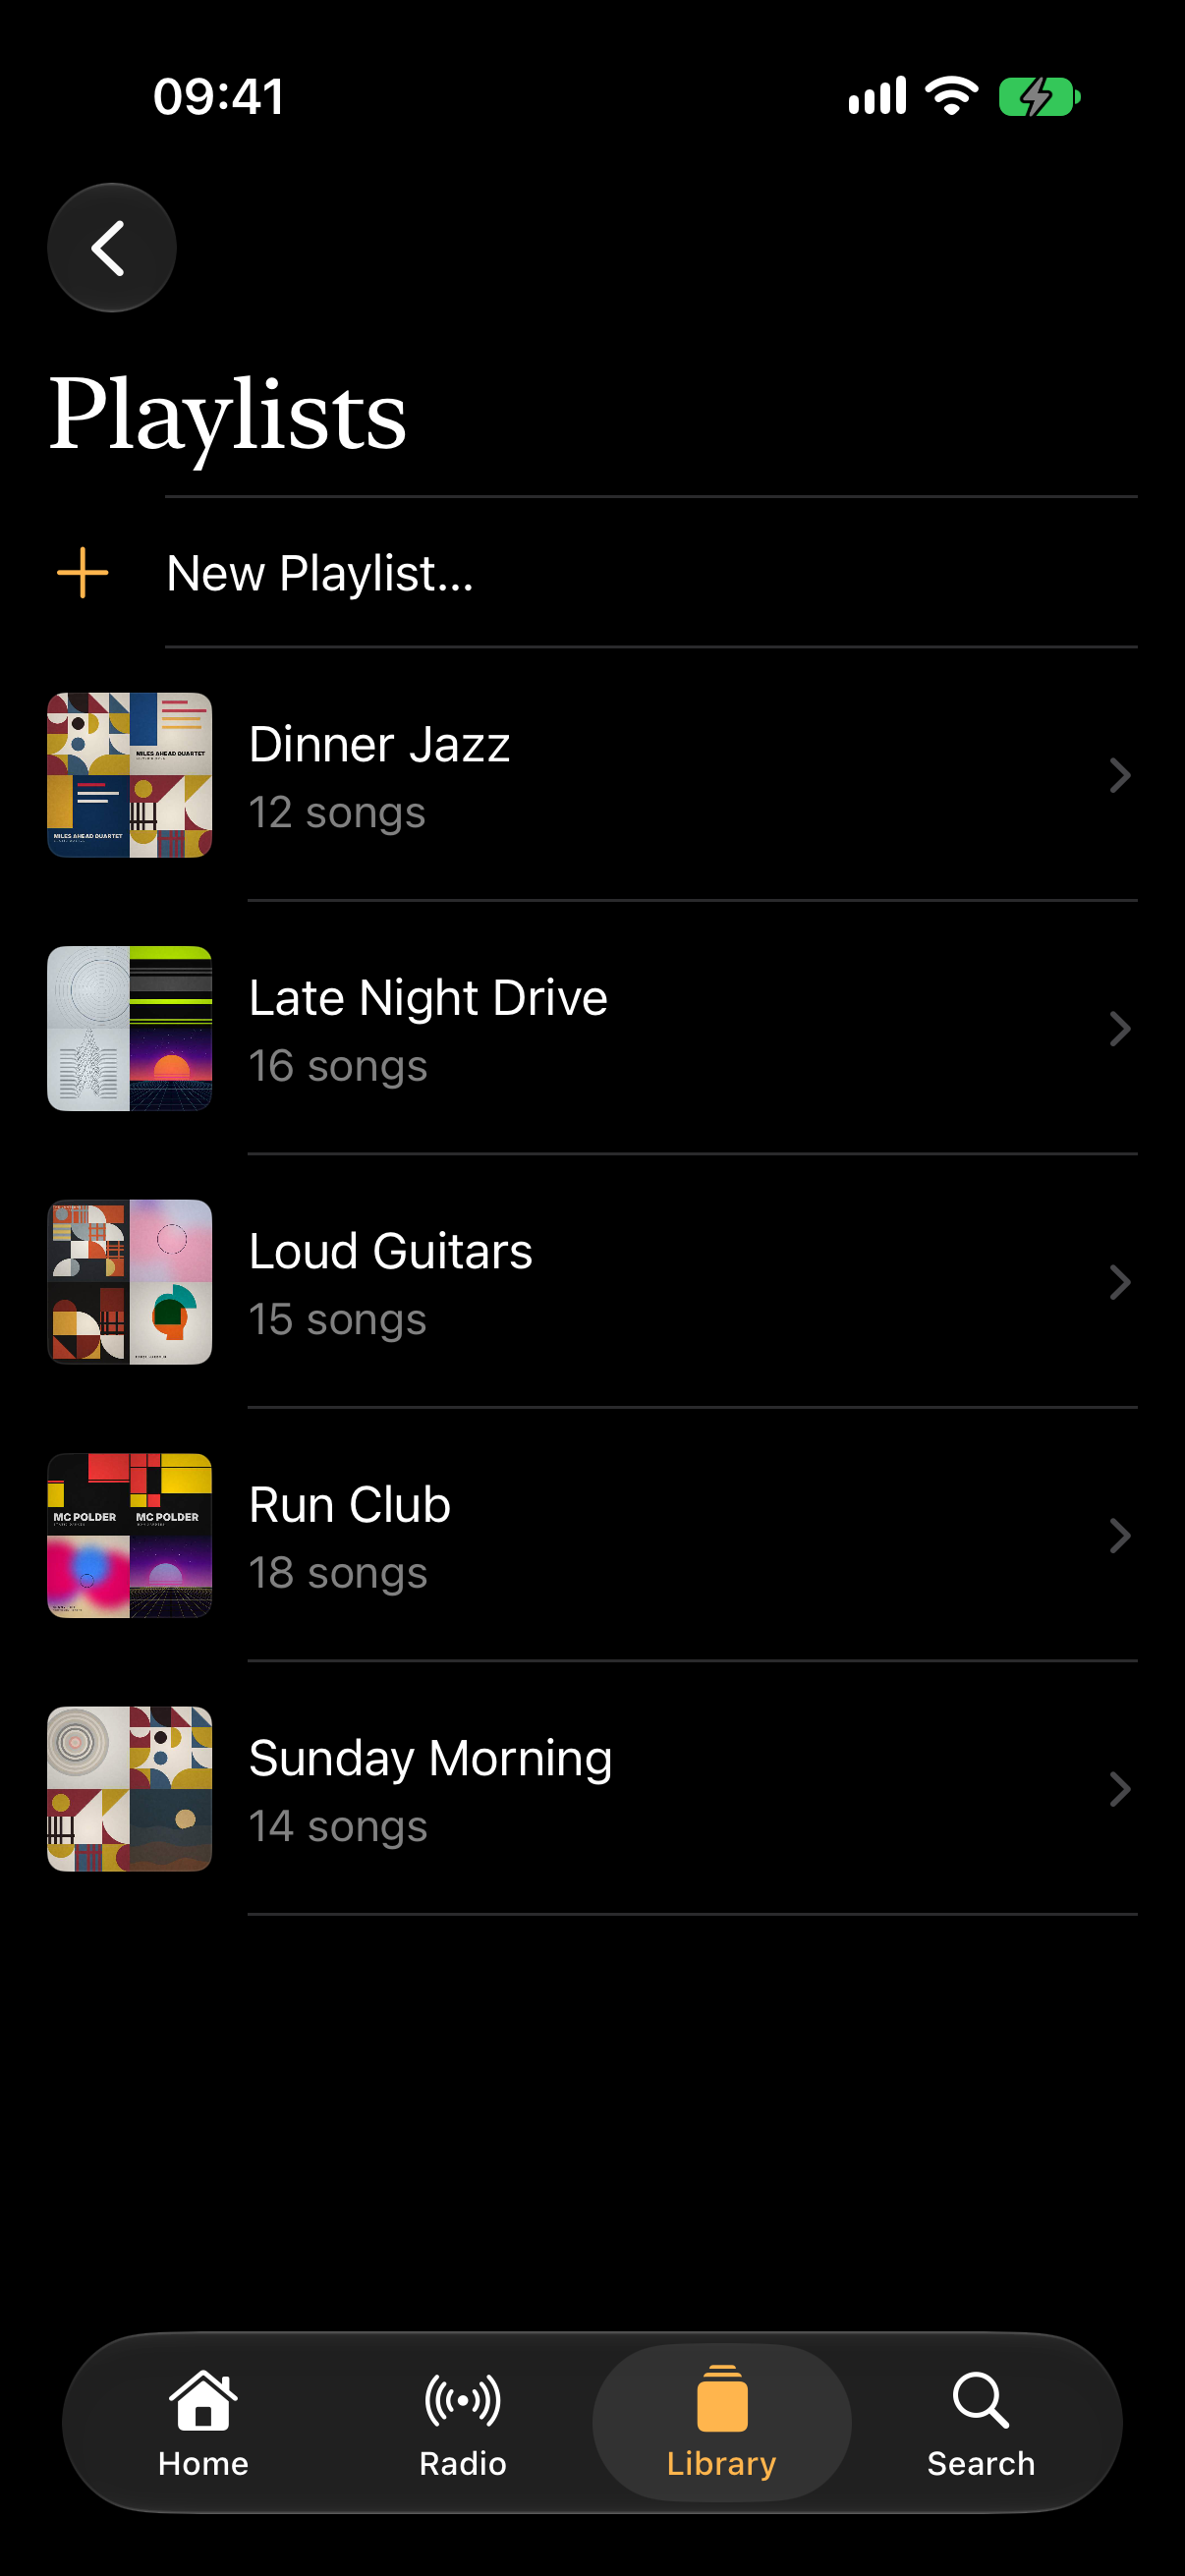 09:41
Playlists
New Playlist...
MILES AHEAD QUARTET
MILES AHEAD QUARTET
Dinner Jazz
12 songs
Late Night Drive
16 songs
Loud Guitars
15 songs
MC POLDER
MC POLDER
Run Club
18 songs
Sunday Morning
14 songs
Home
Radio
Library
Search